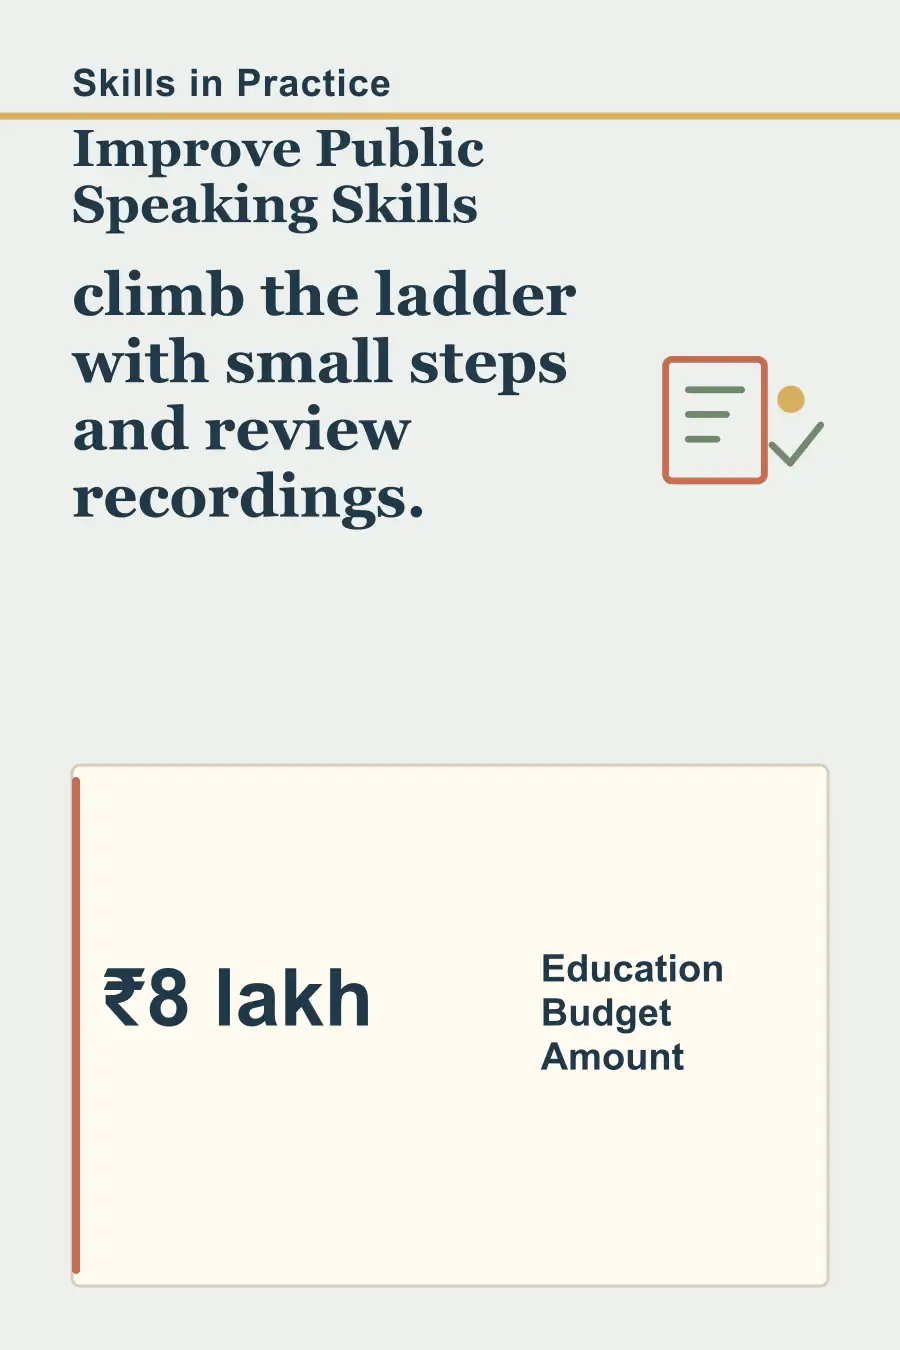 Skills in Practice
Improve Public
Speaking Skills
climb the ladder
with small steps
and review
recordings.
₹8 lakh
Education
Budget
Amount